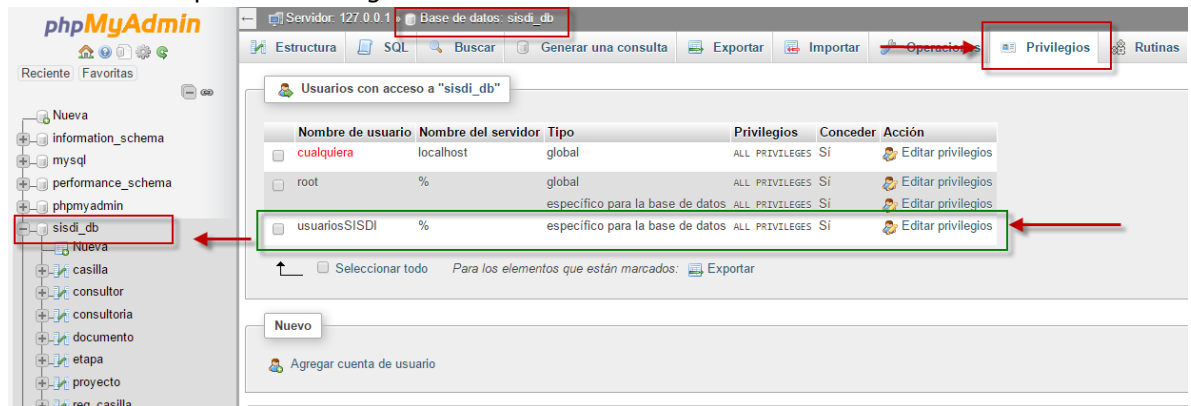 phpMyAdmin
Reciente Favoritas
Nueva
information_schema
mysql
performance_schema
phpmyadmin
sisdi_db
Nueva
casilla
consultor
consultoria
documento
etapa
proyecto
req_casilla
Servidor: 127.0.0.1 » Base de datos: sisdi_db
Estructura SQL Buscar Generar una consulta Exportar Importar Operaciones Privilegios Rutinas
Usuarios con acceso a "sisdi_db"
Nombre de usuario Nombre del servidor Tipo Privilegios Conceder Acción
cualquiera localhost global ALL PRIVILEGES Sí Editar privilegios
root % global ALL PRIVILEGES Sí Editar privilegios
específico para la base de datos ALL PRIVILEGES Sí Editar privilegios
usuariosSISDI % específico para la base de datos ALL PRIVILEGES Sí Editar privilegios
Seleccionar todo Para los elementos que están marcados: Exportar
Nuevo
Agregar cuenta de usuario